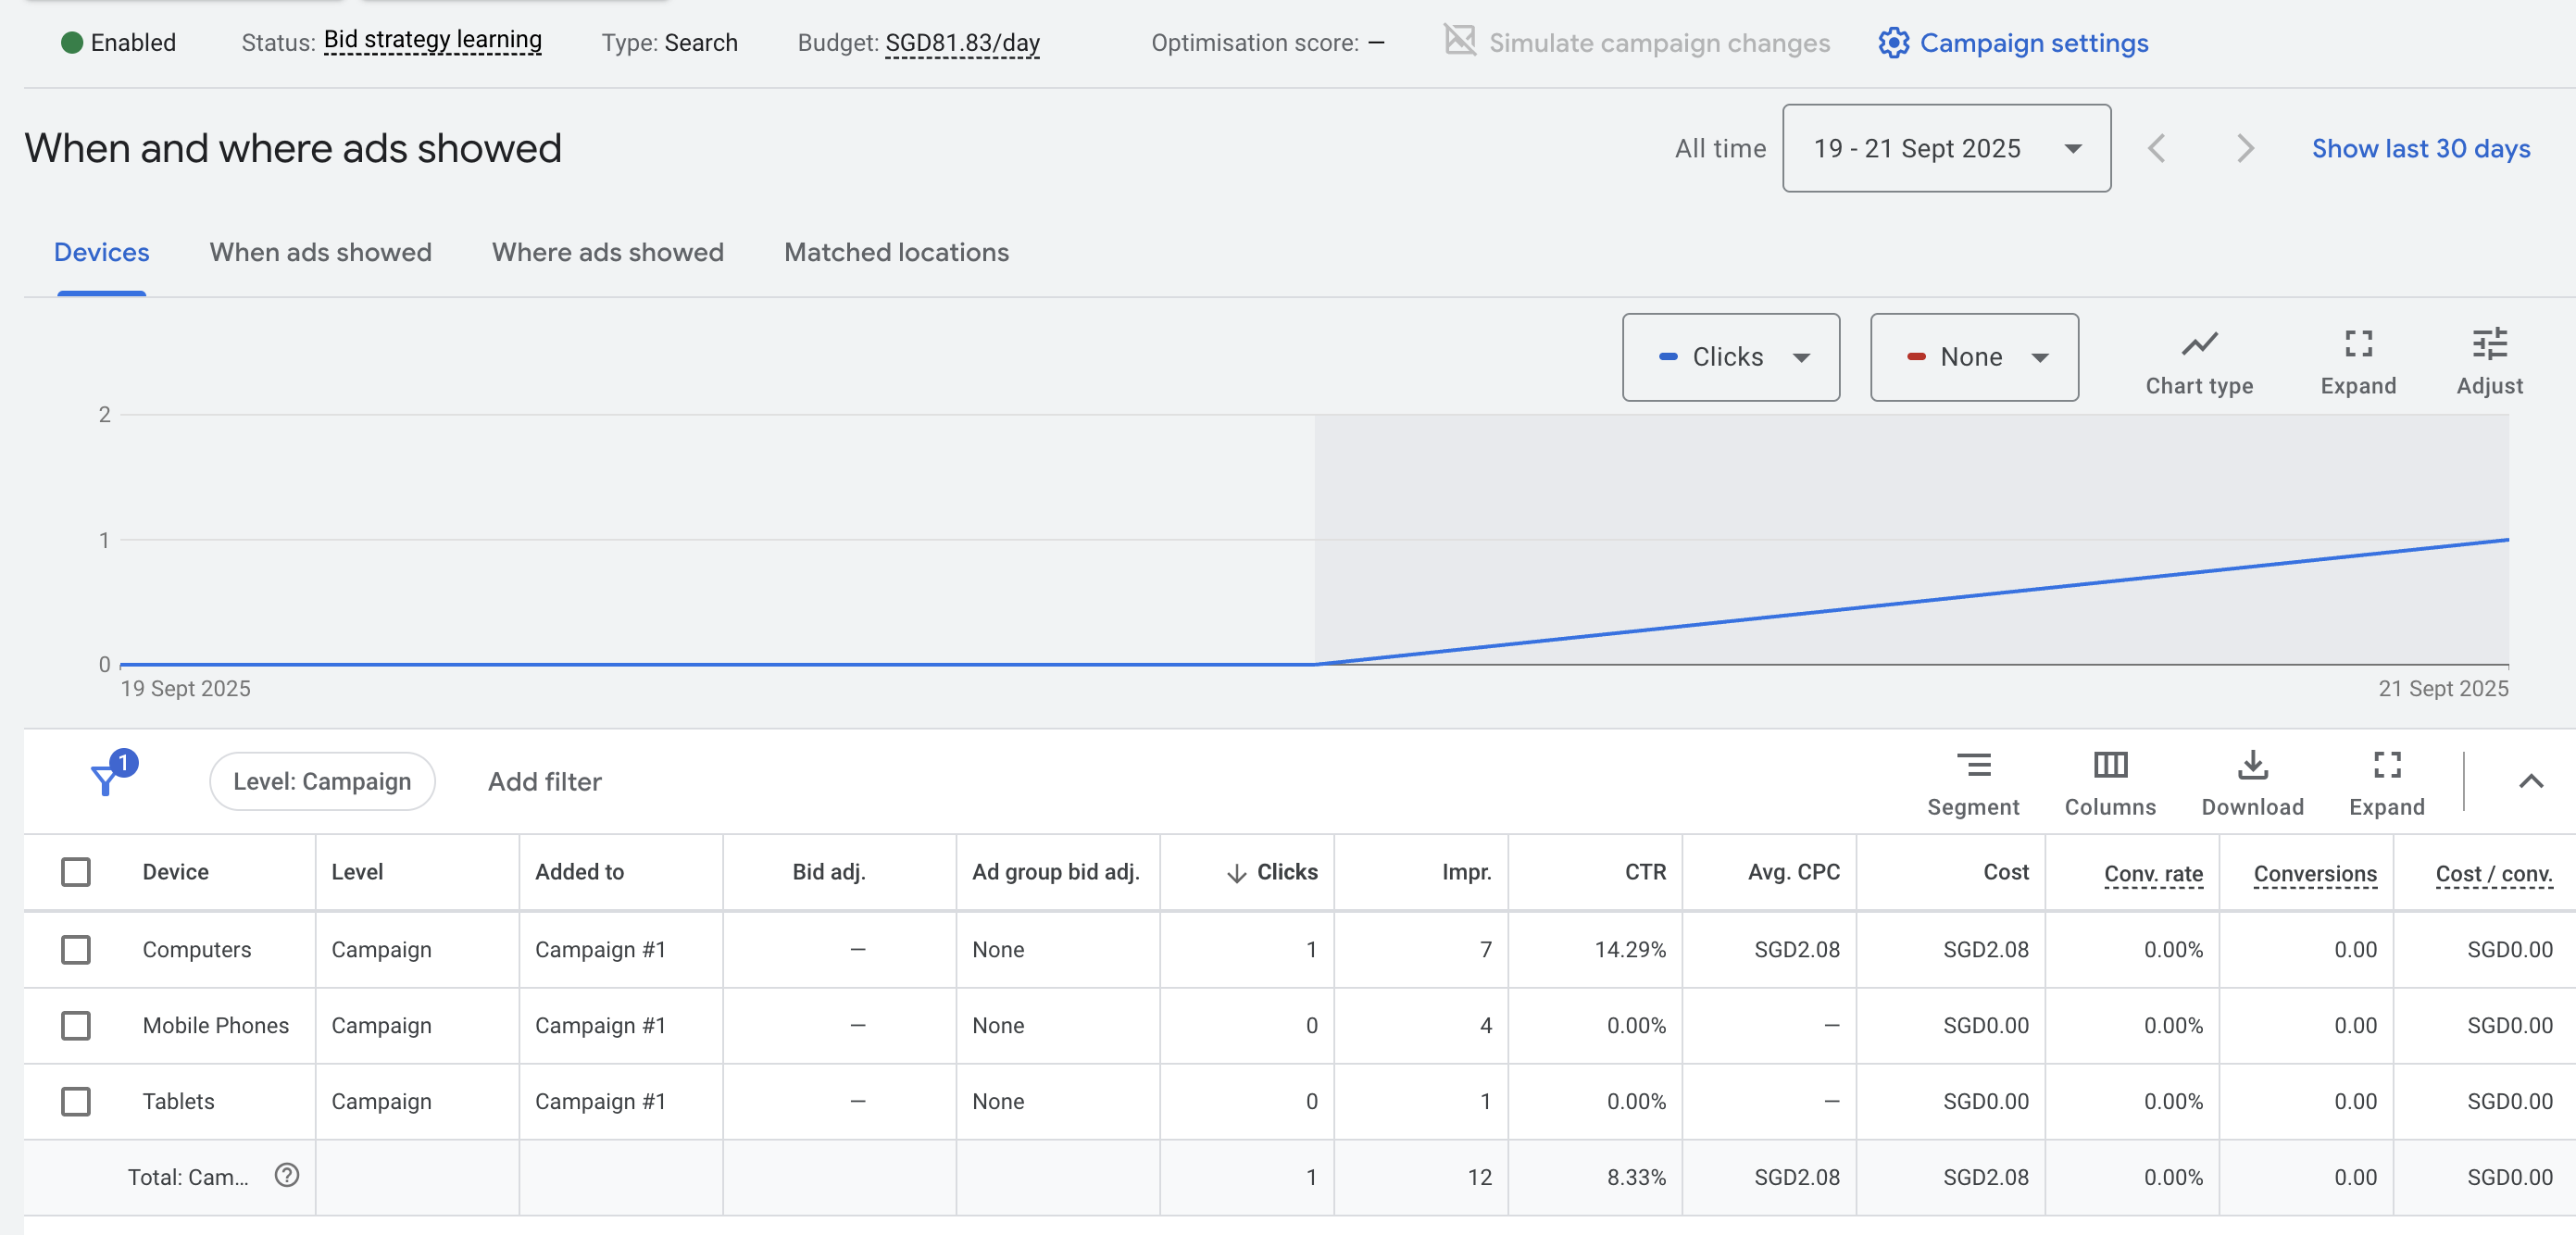 Enabled Status: Bid strategy learning Type: Search Budget: SGD81.83/day Optimisation score: — Simulate campaign changes Campaign settings
When and where ads showed All time 19 - 21 Sept 2025 Show last 30 days
Devices When ads showed Where ads showed Matched locations
Clicks None Chart type Expand Adjust
2
1
0
19 Sept 2025 21 Sept 2025
1 Level: Campaign Add filter Segment Columns Download Expand
Device Level Added to Bid adj. Ad group bid adj. Clicks Impr. CTR Avg. CPC Cost Conv. rate Conversions Cost / conv.
Computers Campaign Campaign #1 — None 1 7 14.29% SGD2.08 SGD2.08 0.00% 0.00 SGD0.00
Mobile Phones Campaign Campaign #1 — None 0 4 0.00% — SGD0.00 0.00% 0.00 SGD0.00
Tablets Campaign Campaign #1 — None 0 1 0.00% — SGD0.00 0.00% 0.00 SGD0.00
Total: Cam... 1 12 8.33% SGD2.08 SGD2.08 0.00% 0.00 SGD0.00